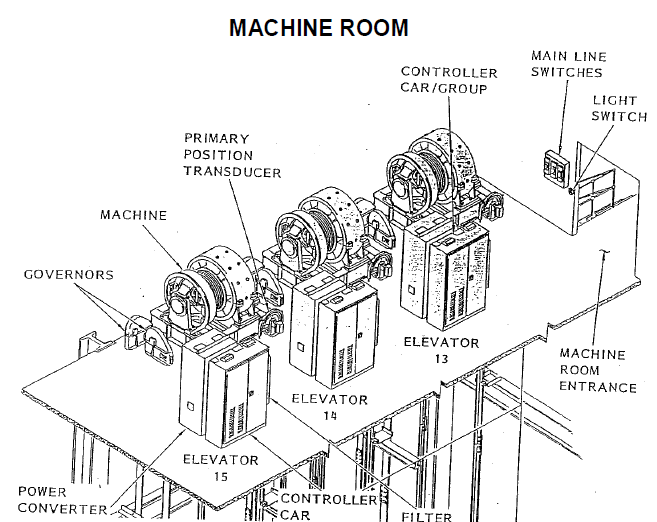 MACHINE ROOM
MAIN LINE
SWITCHES
CONTROLLER
CAR/GROUP
LIGHT
SWITCH
PRIMARY
POSITION
TRANSDUCER
MACHINE
GOVERNORS
ELEVATOR
13
MACHINE
ROOM
ENTRANCE
ELEVATOR
14
ELEVATOR
15
POWER
CONVERTER
CONTROLLER
CAR
FILTER